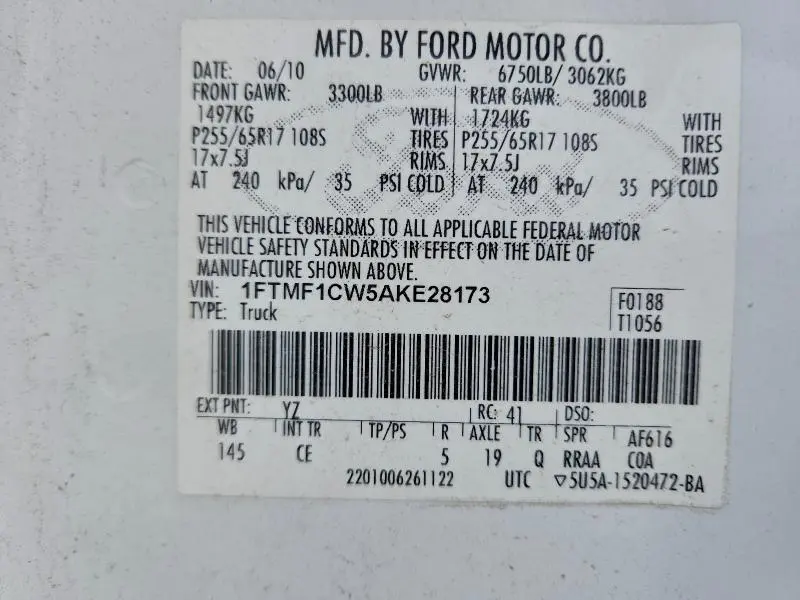 MFD. BY FORD MOTOR CO.
DATE: 06/10 GVWR: 6750LB/ 3062KG
FRONT GAWR: 3300LB REAR GAWR: 3800LB
1497KG WITH 1724KG WITH
P255/65R17 108S TIRES P255/65R17 108S TIRES
17x7.5J RIMS 17x7.5J RIMS
AT 240 kPa/ 35 PSI COLD AT 240 kPa/ 35 PSI COLD
THIS VEHICLE CONFORMS TO ALL APPLICABLE FEDERAL MOTOR
VEHICLE SAFETY STANDARDS IN EFFECT ON THE DATE OF
MANUFACTURE SHOWN ABOVE.
VIN: 1FTMF1CW5AKE28173 F0188
TYPE: Truck T1056
EXT PNT: YZ RC: 41 DSO:
WB INT TR TP/PS R AXLE TR SPR AF616
145 CE 5 19 Q RRAA COA
2201006261122 UTC ▽5U5A-1520472-BA